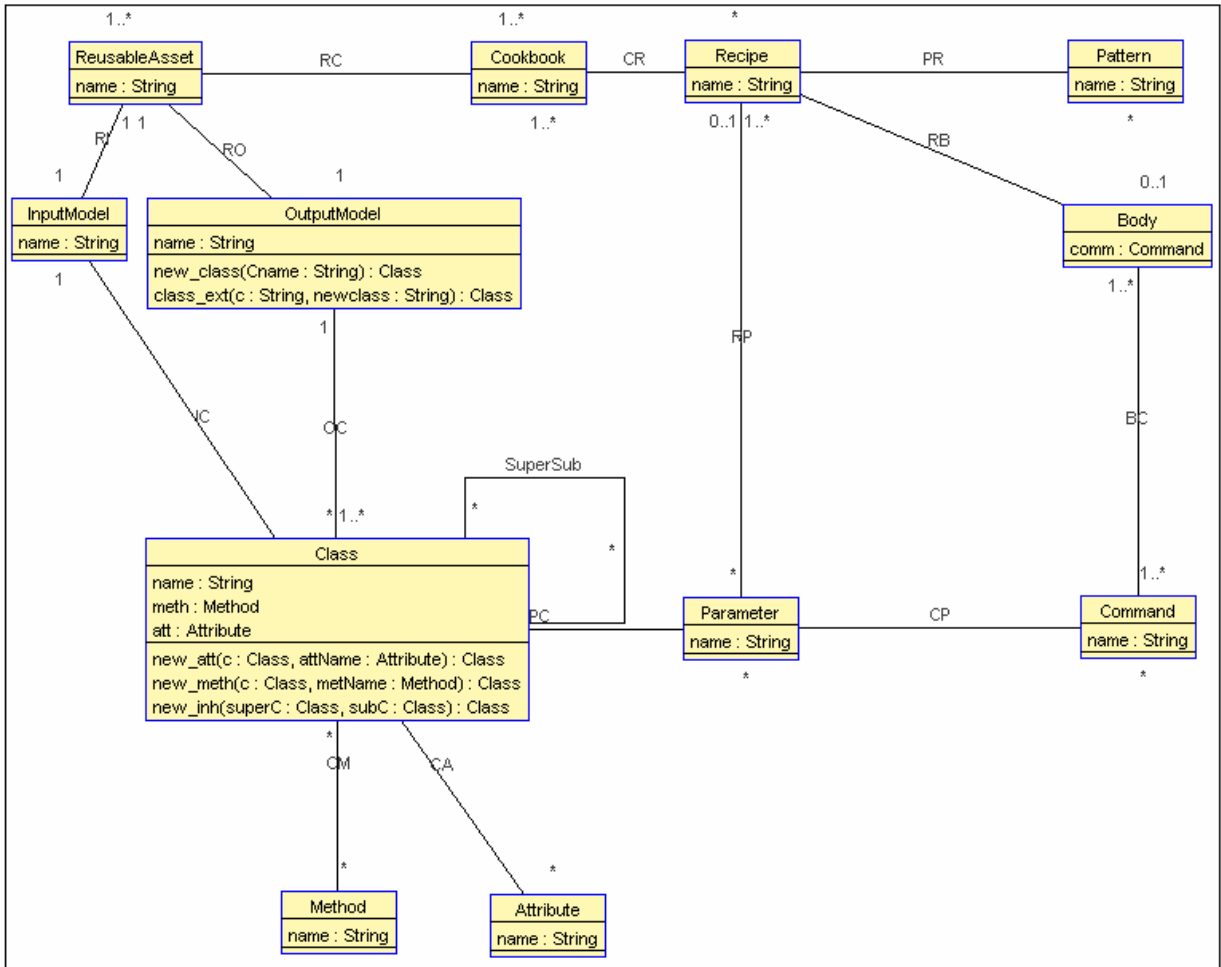 1..* 1..* *
ReusableAsset RC Cookbook CR Recipe PR Pattern
name : String name : String name : String name : String
1 1 1..* 0..1 1..* *
RI RO RB
1 1 0..1
InputModel OutputModel Body
name : String name : String comm : Command
new_class(Cname : String) : Class
class_ext(c : String, newclass : String) : Class
1 1 1..*
RP
IC OC BC
SuperSub
* 1..* * *
Class
name : String
meth : Method
att : Attribute
* 1..*
PC Parameter CP Command
name : String name : String
new_att(c : Class, attName : Attribute) : Class
new_meth(c : Class, metName : Method) : Class
new_inh(superC : Class, subC : Class) : Class
* *
*
CM CA
* *
Method Attribute
name : String name : String